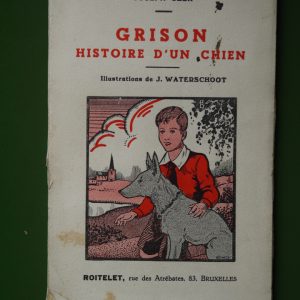 GRISON
HISTOIRE D'UN CHIEN
Illustrations de J. WATERSCHOOT
ROITELET, rue des Atrébates, 83, BRUXELLES